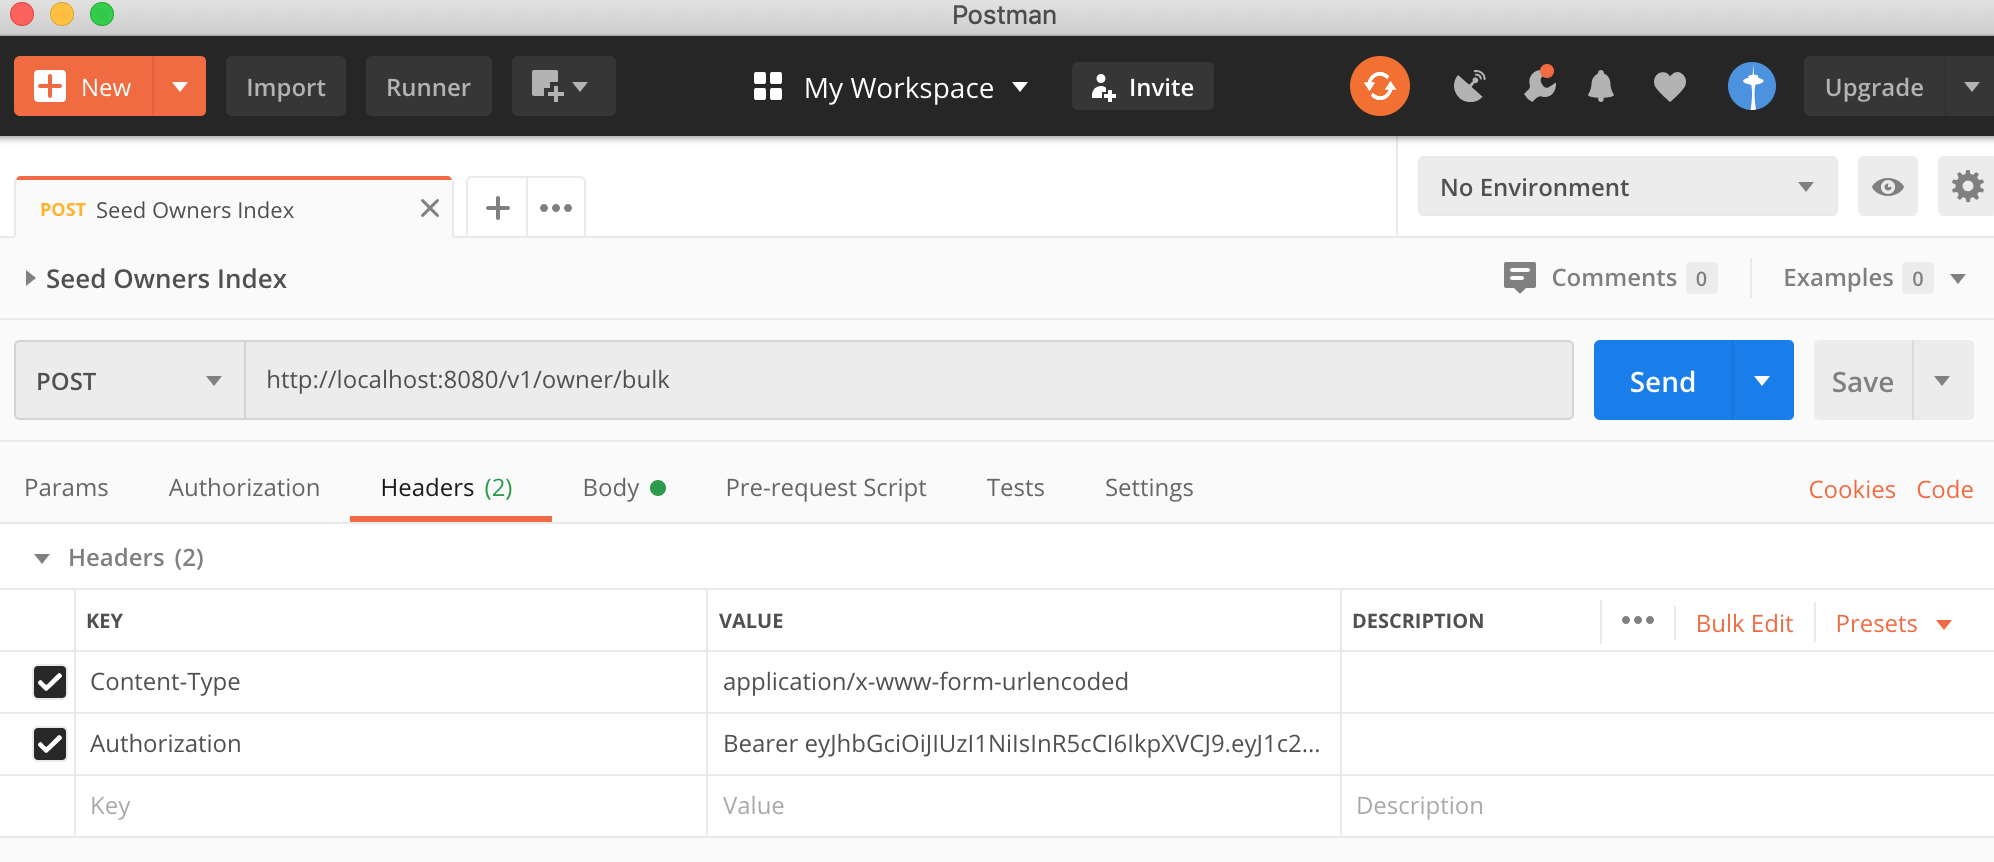 Postman
New Import Runner My Workspace Invite Upgrade
POST Seed Owners Index No Environment
Seed Owners Index Comments 0 Examples 0
POST http://localhost:8080/v1/owner/bulk Send Save
Params Authorization Headers (2) Body Pre-request Script Tests Settings Cookies Code
Headers (2)
KEY VALUE DESCRIPTION Bulk Edit Presets
Content-Type application/x-www-form-urlencoded
Authorization Bearer eyJhbGciOiJIUzI1NiIsInR5cCI6IkpXVCJ9.eyJ1c2...
Key Value Description